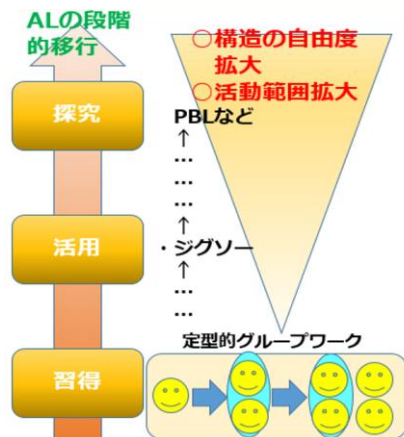 ALの段階
的移行
○構造の自由度
拡大
○活動範囲拡大
探究
PBLなど
↑
…
…
…
↑
活用
・ジグソー
↑
…
…
定型的グループワーク
習得